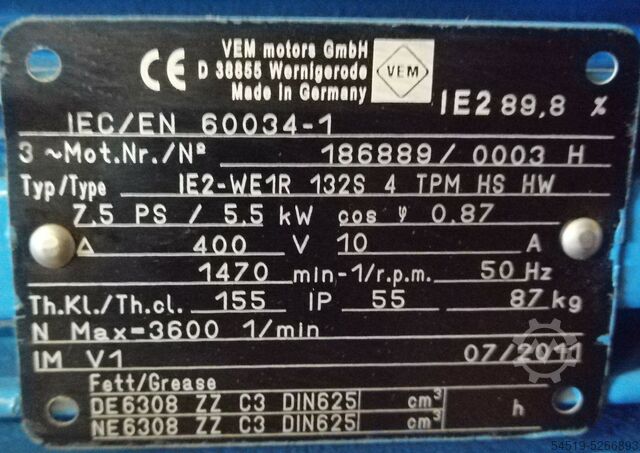 VEM motors GmbH
D 38855 Wernigerode
Made in Germany
CE
VEM
IE2 89,8 %
IEC/EN 60034-1
3 ~Mot.Nr./Nº 186889/ 0003 H
Typ/Type IE2-WE1R 132S 4 TPM HS HW
7,5 PS / 5,5 kW cos φ 0,87
Δ 400 V 10 A
1470 min-1/r.p.m. 50 Hz
Th.Kl./Th.cl. 155 IP 55 87 kg
N Max=3600 1/min
IM V1 07/2011
Fett/Grease
DE6308 ZZ C3 DIN625 cm³ h
NE6308 ZZ C3 DIN625 cm³
54519-5266893